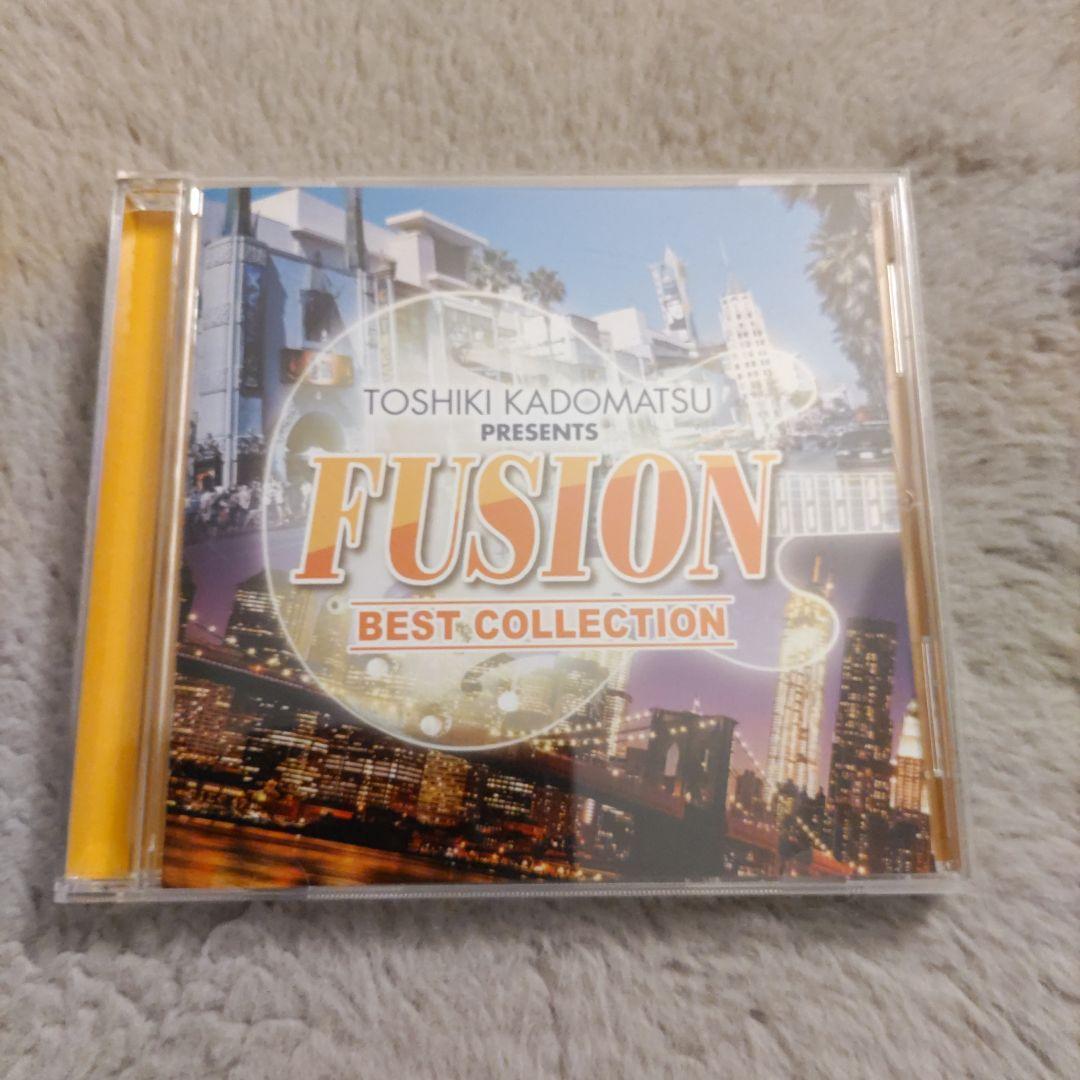 TOSHIKI KADOMATSU
PRESENTS
FUSION
BEST COLLECTION